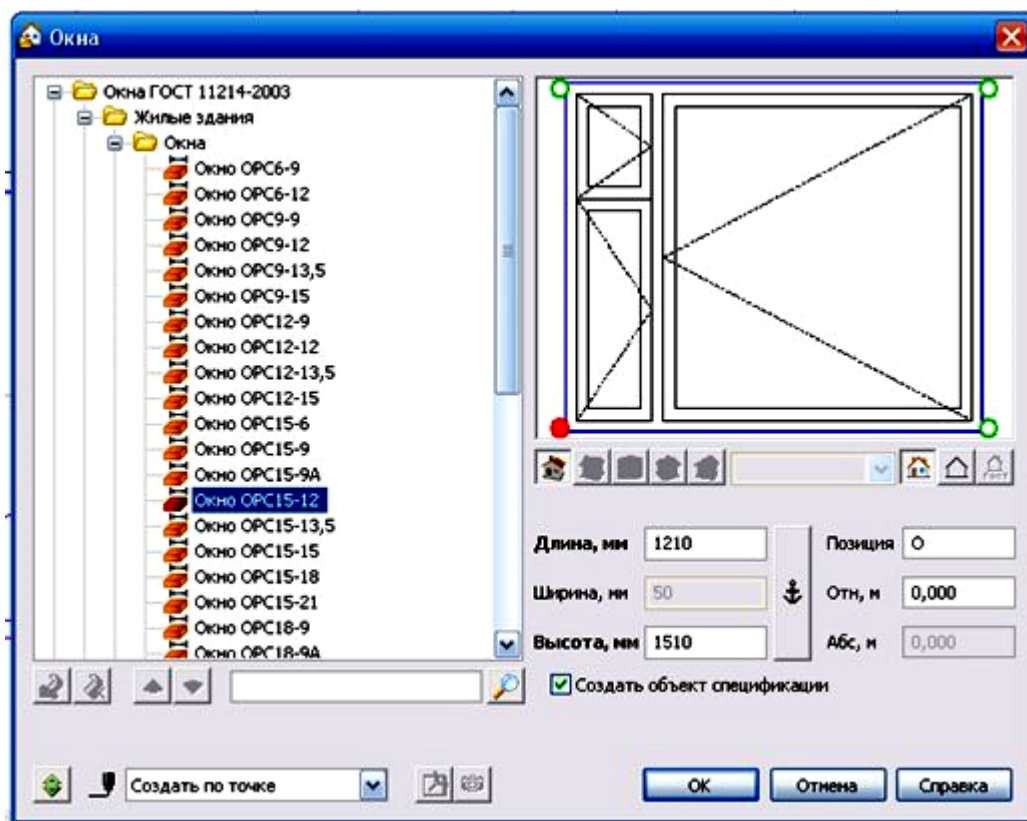 Окна
Окна ГОСТ 11214-2003
Жилые здания
Окна
Окно ОРС6-9
Окно ОРС6-12
Окно ОРС9-9
Окно ОРС9-12
Окно ОРС9-13,5
Окно ОРС9-15
Окно ОРС12-9
Окно ОРС12-12
Окно ОРС12-13,5
Окно ОРС12-15
Окно ОРС15-6
Окно ОРС15-9
Окно ОРС15-9А
Окно ОРС15-12
Окно ОРС15-13,5
Окно ОРС15-15
Окно ОРС15-18
Окно ОРС15-21
Окно ОРС18-9
Окно ОРС18-9А
ГОСТ
Длина, мм 1210 Позиция О
Ширина, мм 50 Отн, м 0,000
Высота, мм 1510 Абс, м 0,000
Создать объект спецификации
Создать по точке ОК Отмена Справка